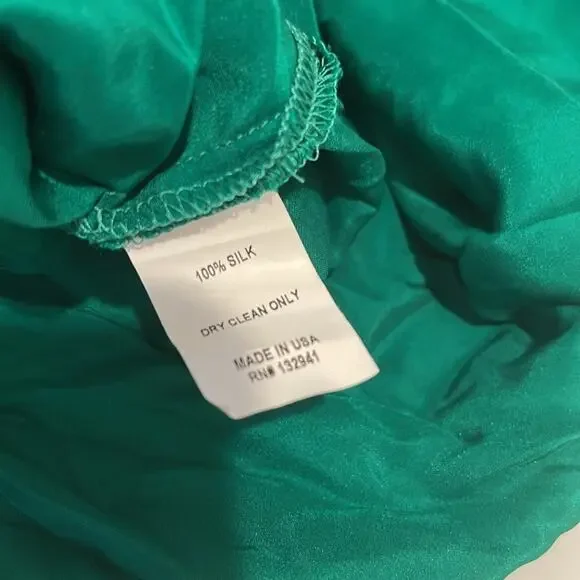 100% SILK
DRY CLEAN ONLY
MADE IN USA
RN# 132941